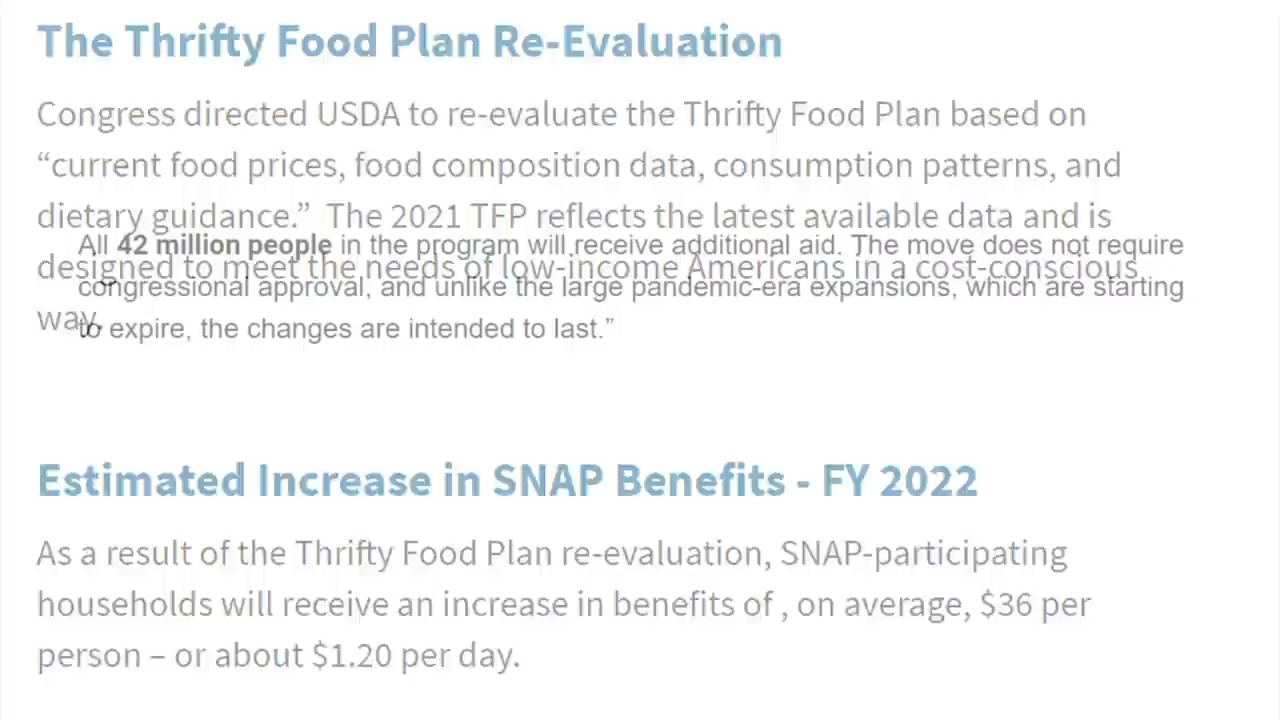 The Thrifty Food Plan Re-Evaluation
Congress directed USDA to re-evaluate the Thrifty Food Plan based on
“current food prices, food composition data, consumption patterns, and
dietary guidance.” The 2021 TFP reflects the latest available data and is
All 42 million people in the program will receive additional aid. The move does not require
designed to meet the needs of low-income Americans in a cost-conscious
congressional approval, and unlike the large pandemic-era expansions, which are starting
way.
to expire, the changes are intended to last.”
Estimated Increase in SNAP Benefits - FY 2022
As a result of the Thrifty Food Plan re-evaluation, SNAP-participating
households will receive an increase in benefits of , on average, $36 per
person – or about $1.20 per day.